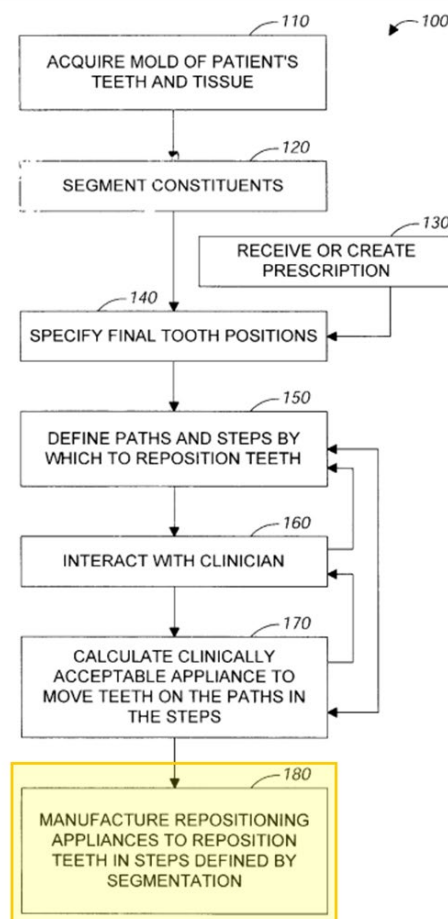 100
110
ACQUIRE MOLD OF PATIENT'S
TEETH AND TISSUE
120
SEGMENT CONSTITUENTS
130
RECEIVE OR CREATE
PRESCRIPTION
140
SPECIFY FINAL TOOTH POSITIONS
150
DEFINE PATHS AND STEPS BY
WHICH TO REPOSITION TEETH
160
INTERACT WITH CLINICIAN
170
CALCULATE CLINICALLY
ACCEPTABLE APPLIANCE TO
MOVE TEETH ON THE PATHS IN
THE STEPS
180
MANUFACTURE REPOSITIONING
APPLIANCES TO REPOSITION
TEETH IN STEPS DEFINED BY
SEGMENTATION